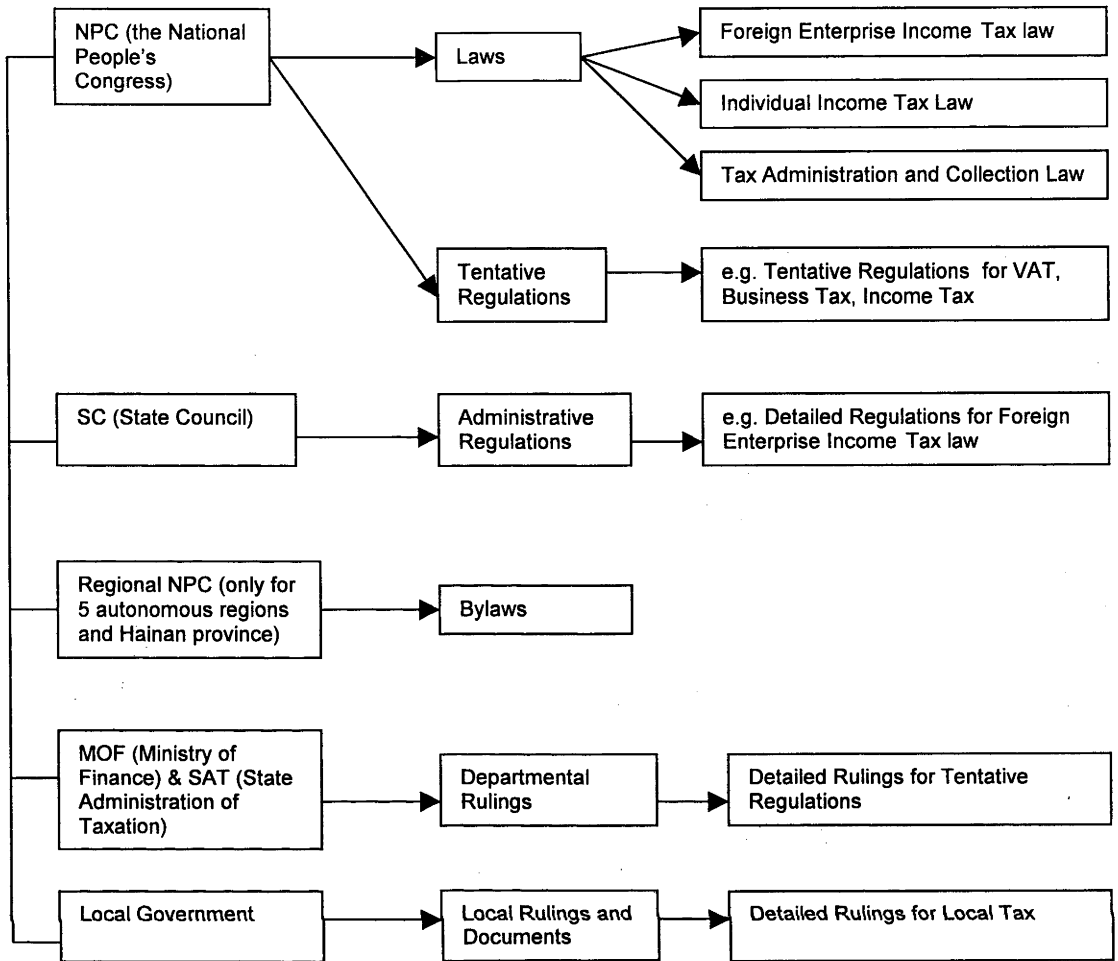 NPC (the National
People's
Congress)
Laws
Foreign Enterprise Income Tax law
Individual Income Tax Law
Tax Administration and Collection Law
Tentative
Regulations
e.g. Tentative Regulations for VAT,
Business Tax, Income Tax
SC (State Council)
Administrative
Regulations
e.g. Detailed Regulations for Foreign
Enterprise Income Tax law
Regional NPC (only for
5 autonomous regions
and Hainan province)
Bylaws
MOF (Ministry of
Finance) & SAT (State
Administration of
Taxation)
Departmental
Rulings
Detailed Rulings for Tentative
Regulations
Local Government
Local Rulings and
Documents
Detailed Rulings for Local Tax